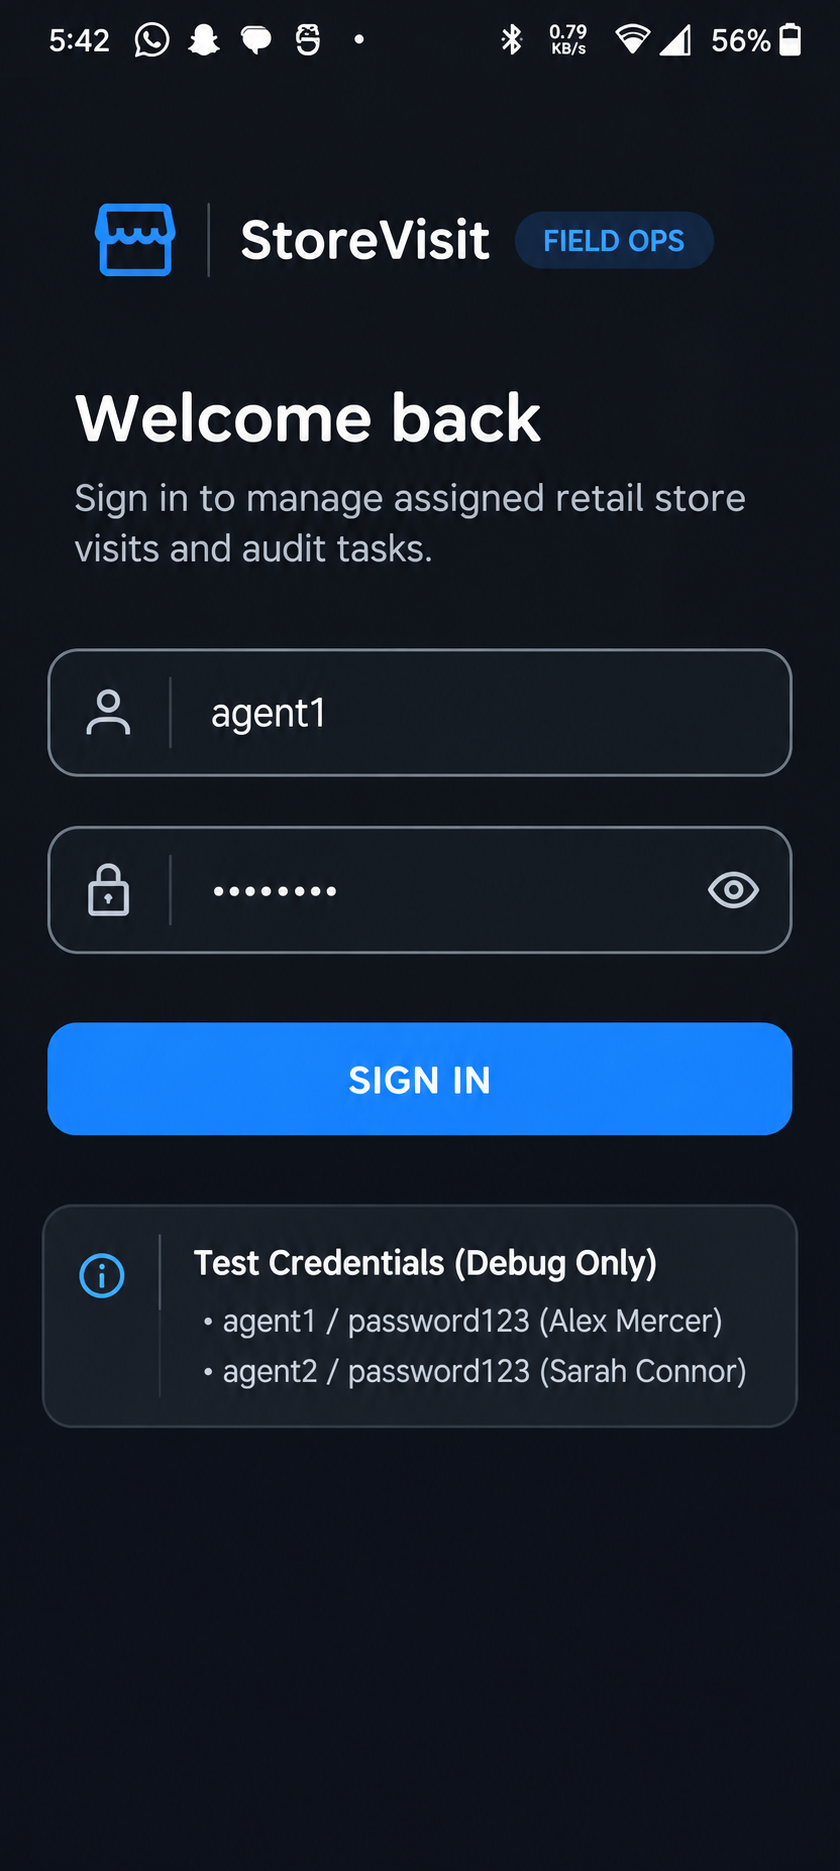 5:42 0.79 KB/s 56%
StoreVisit FIELD OPS
Welcome back
Sign in to manage assigned retail store
visits and audit tasks.
agent1
••••••••
SIGN IN
Test Credentials (Debug Only)
• agent1 / password123 (Alex Mercer)
• agent2 / password123 (Sarah Connor)